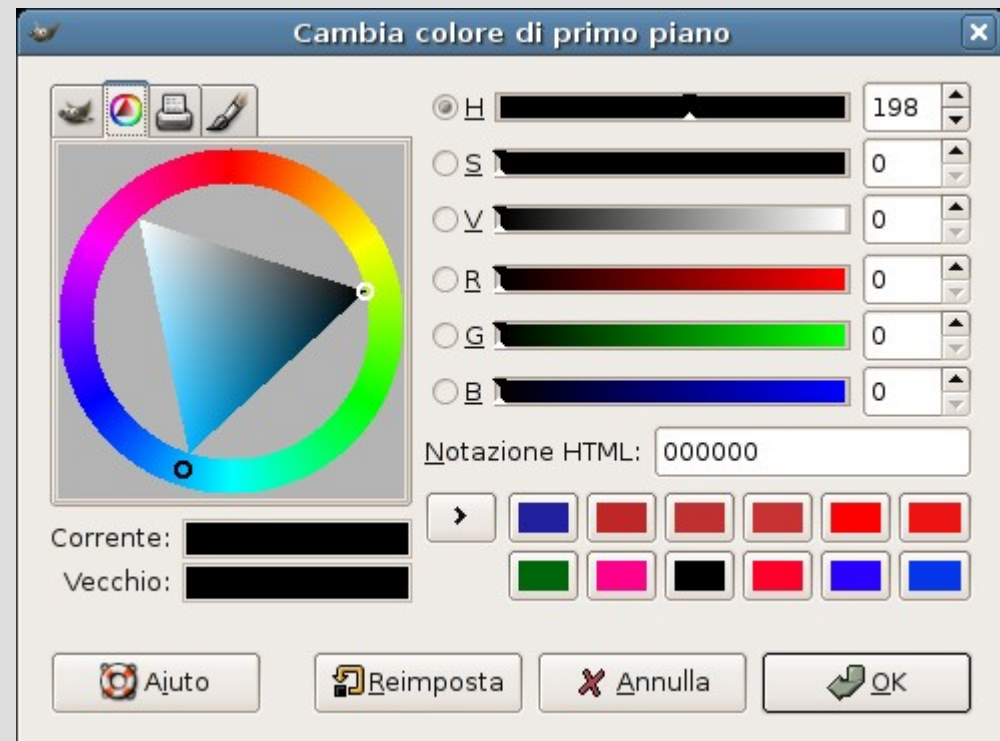 Cambia colore di primo piano
H 198
S 0
V 0
R 0
G 0
B 0
Notazione HTML: 000000
Corrente:
Vecchio:
Aiuto Reimposta Annulla OK